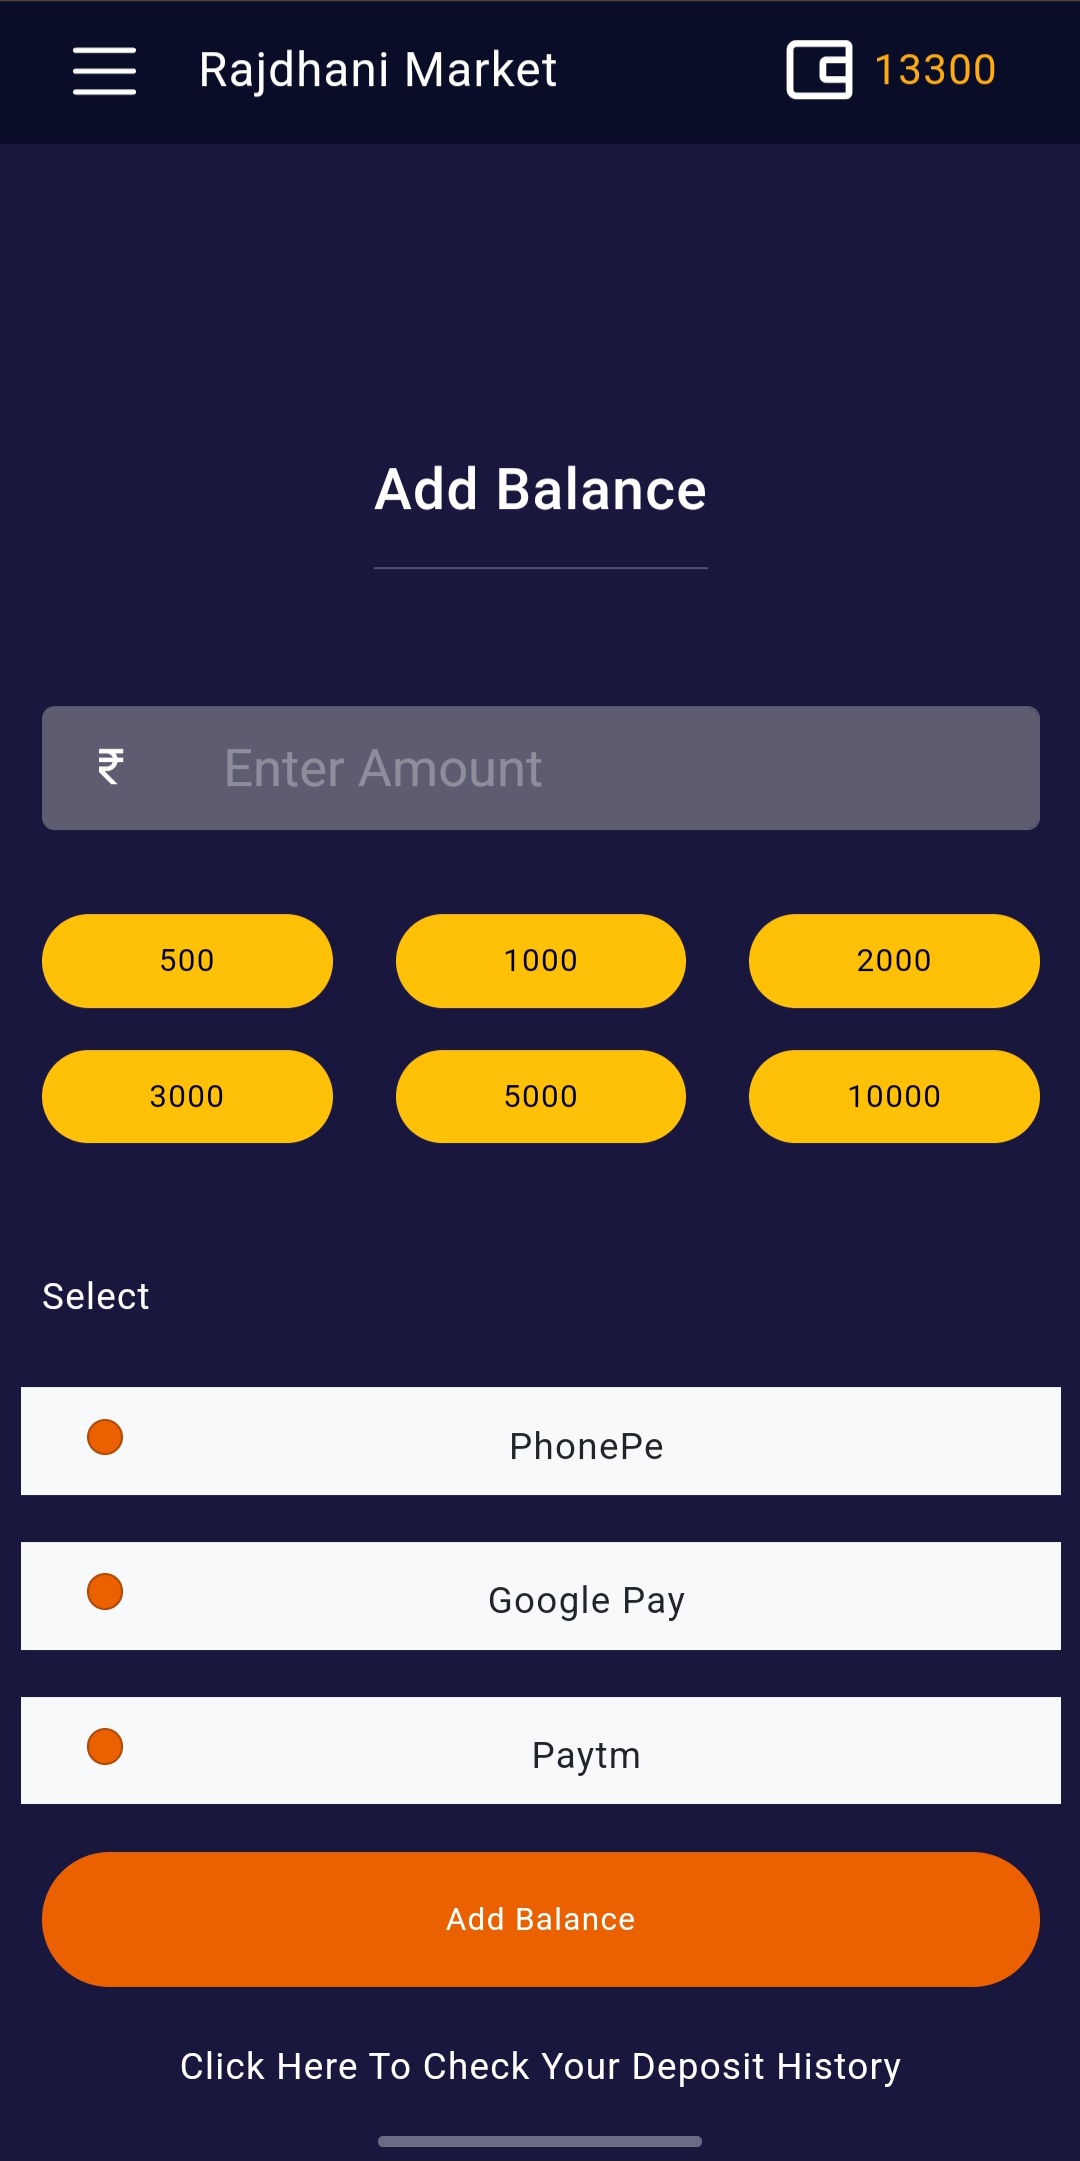 Rajdhani Market
13300
Add Balance
₹ Enter Amount
500 1000 2000
3000 5000 10000
Select
PhonePe
Google Pay
Paytm
Add Balance
Click Here To Check Your Deposit History